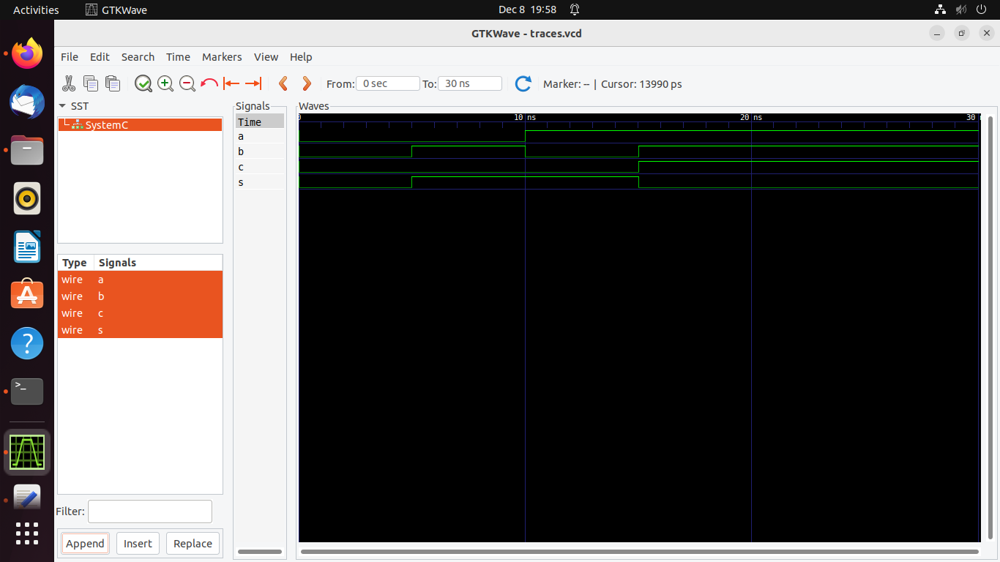 Activities GTKWave Dec 8 19:58
GTKWave - traces.vcd
File Edit Search Time Markers View Help
From: 0 sec To: 30 ns Marker: -- | Cursor: 13990 ps
SST
SystemC
Type Signals
wire a
wire b
wire c
wire s
Filter:
Append Insert Replace
Signals
Time
a
b
c
s
Waves
0 10 ns 20 ns 30 n